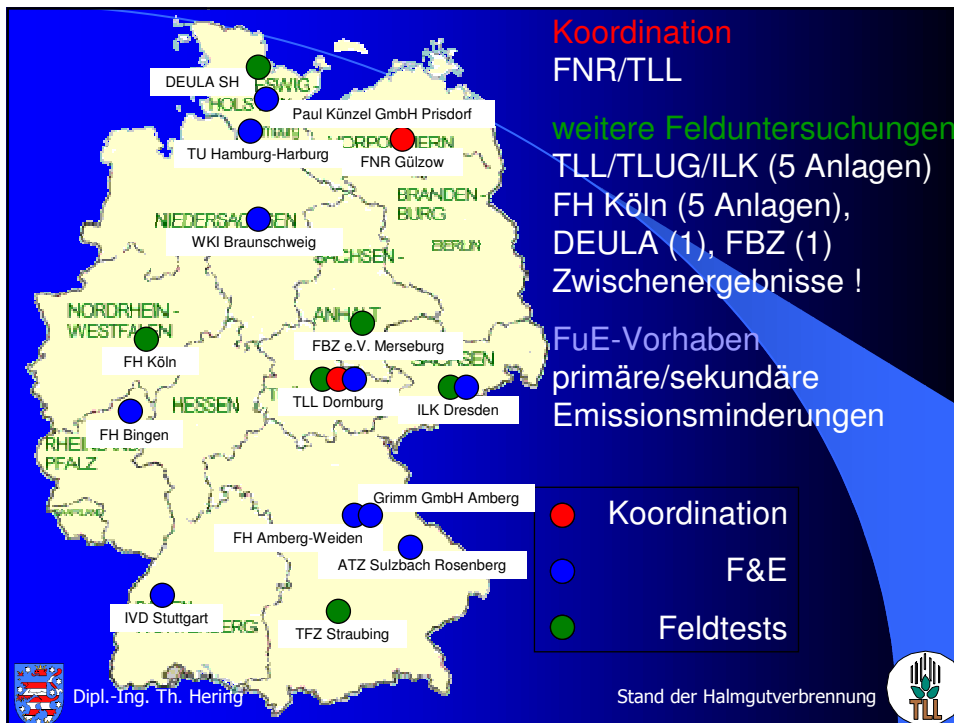 Koordination
FNR/TLL
weitere Felduntersuchungen
TLL/TLUG/ILK (5 Anlagen)
FH Köln (5 Anlagen),
DEULA (1), FBZ (1)
Zwischenergebnisse !
FuE-Vorhaben
primäre/sekundäre
Emissionsminderungen
DEULA SH
ESWIG-
HOLS
Paul Künzel GmbH Prisdorf
TU Hamburg-Harburg
VORPOMMERN
FNR Gülzow
BRANDEN-
BURG
NIEDERSACHSEN
WKI Braunschweig
BERLIN
SACHSEN-
ANHALT
NORDRHEIN-
WESTFALEN
FH Köln
FBZ e.V. Merseburg
SACHSEN
TLL Dornburg
ILK Dresden
HESSEN
FH Bingen
RHEINLAND-
PFALZ
SAARLAND
Grimm GmbH Amberg
FH Amberg-Weiden
ATZ Sulzbach Rosenberg
IVD Stuttgart
TFZ Straubing
Koordination
F&E
Feldtests
Dipl.-Ing. Th. Hering
Stand der Halmgutverbrennung
TLL